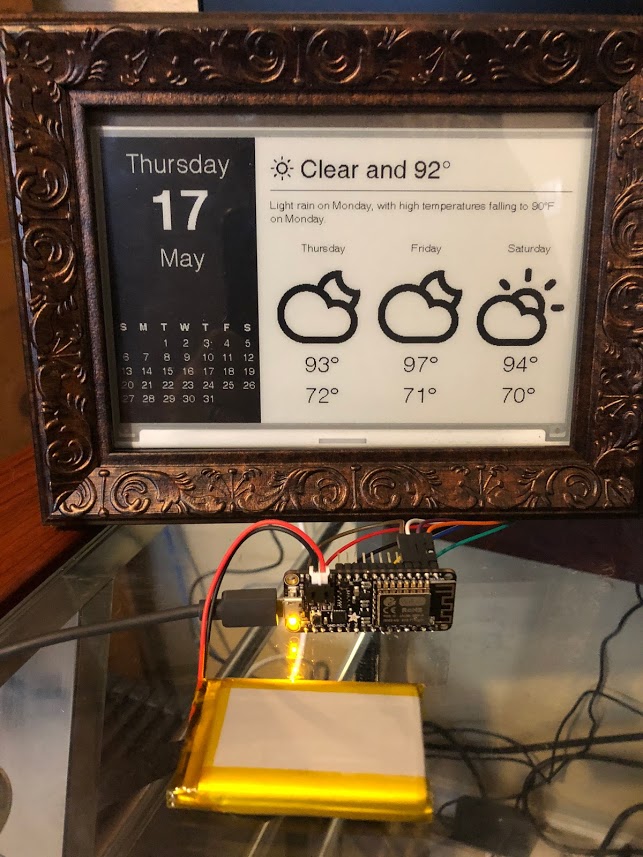 Thursday
17
May
S M T W T F S
1 2 3 4 5
6 7 8 9 10 11 12
13 14 15 16 17 18 19
20 21 22 23 24 25 26
27 28 29 30 31
Clear and 92°
Light rain on Monday, with high temperatures falling to 90°F
on Monday.
Thursday Friday Saturday
93° 97° 94°
72° 71° 70°